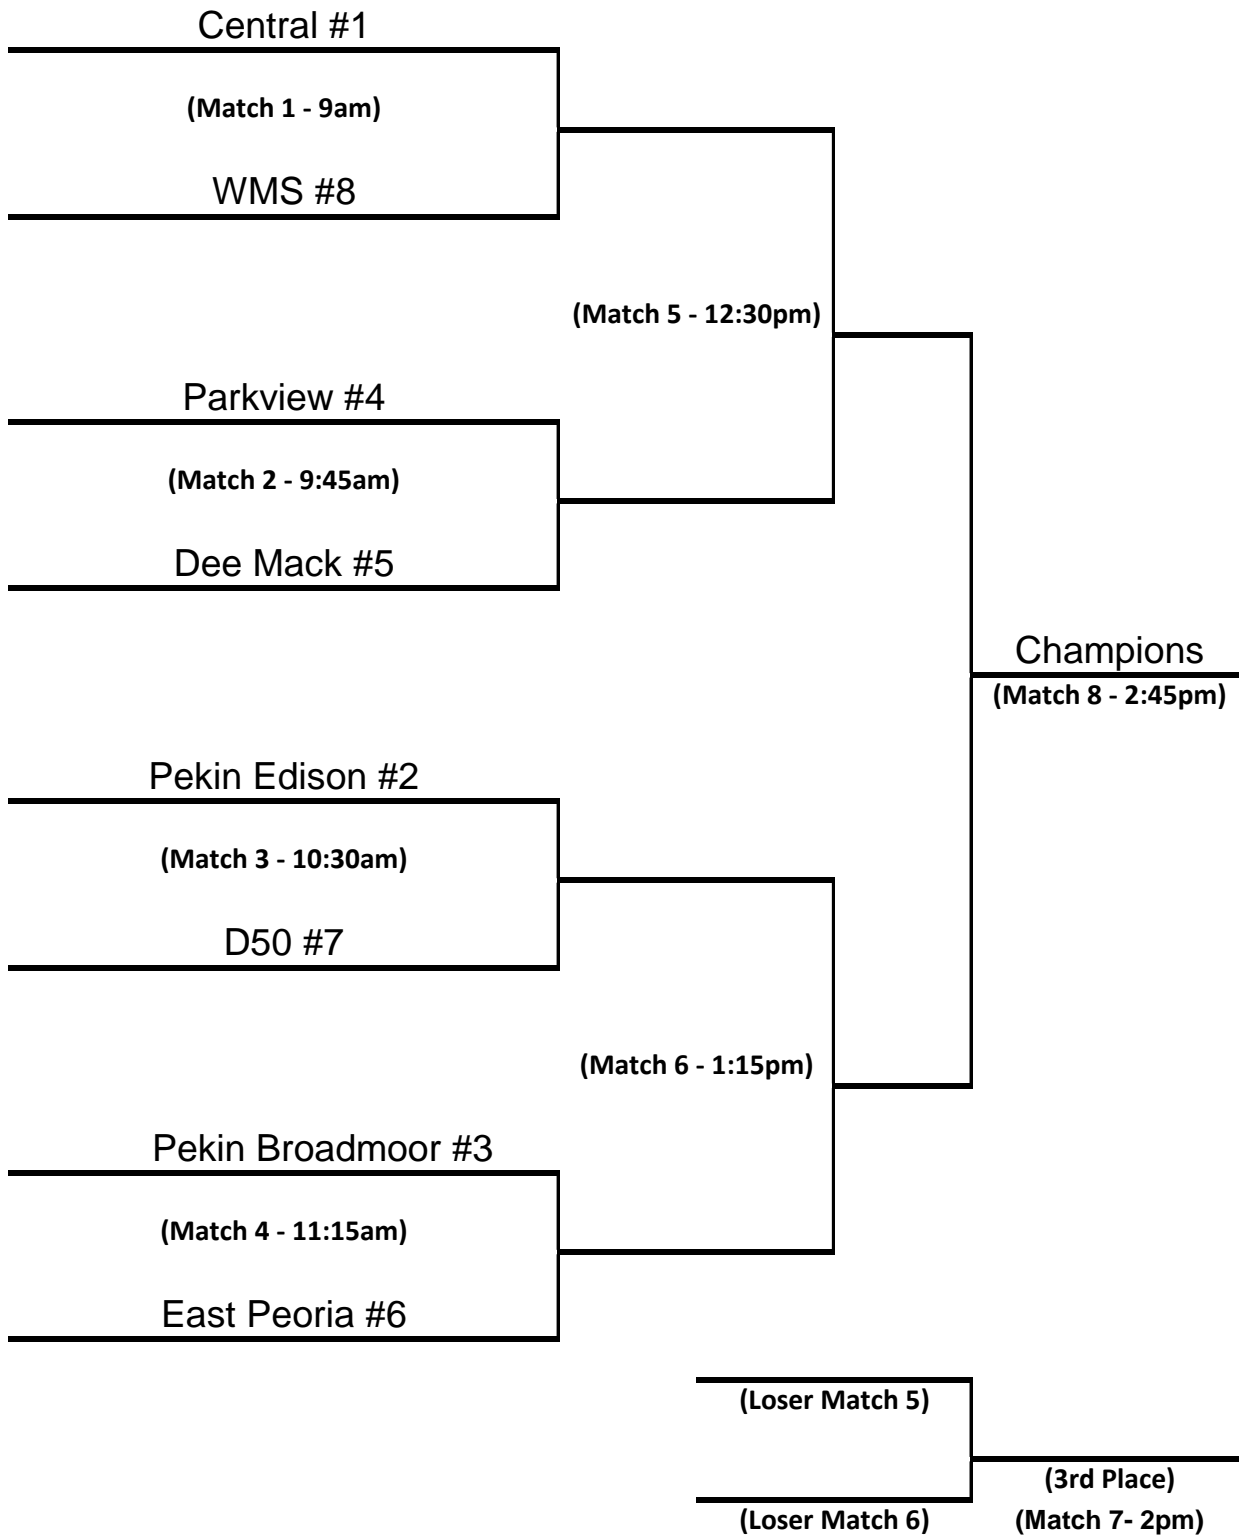 Central #1
(Match 1 - 9am)
WMS #8
(Match 5 - 12:30pm)
Parkview #4
(Match 2 - 9:45am)
Dee Mack #5
Champions
(Match 8 - 2:45pm)
Pekin Edison #2
(Match 3 - 10:30am)
D50 #7
(Match 6 - 1:15pm)
Pekin Broadmoor #3
(Match 4 - 11:15am)
East Peoria #6
(Loser Match 5)
(3rd Place)
(Loser Match 6)
(Match 7- 2pm)